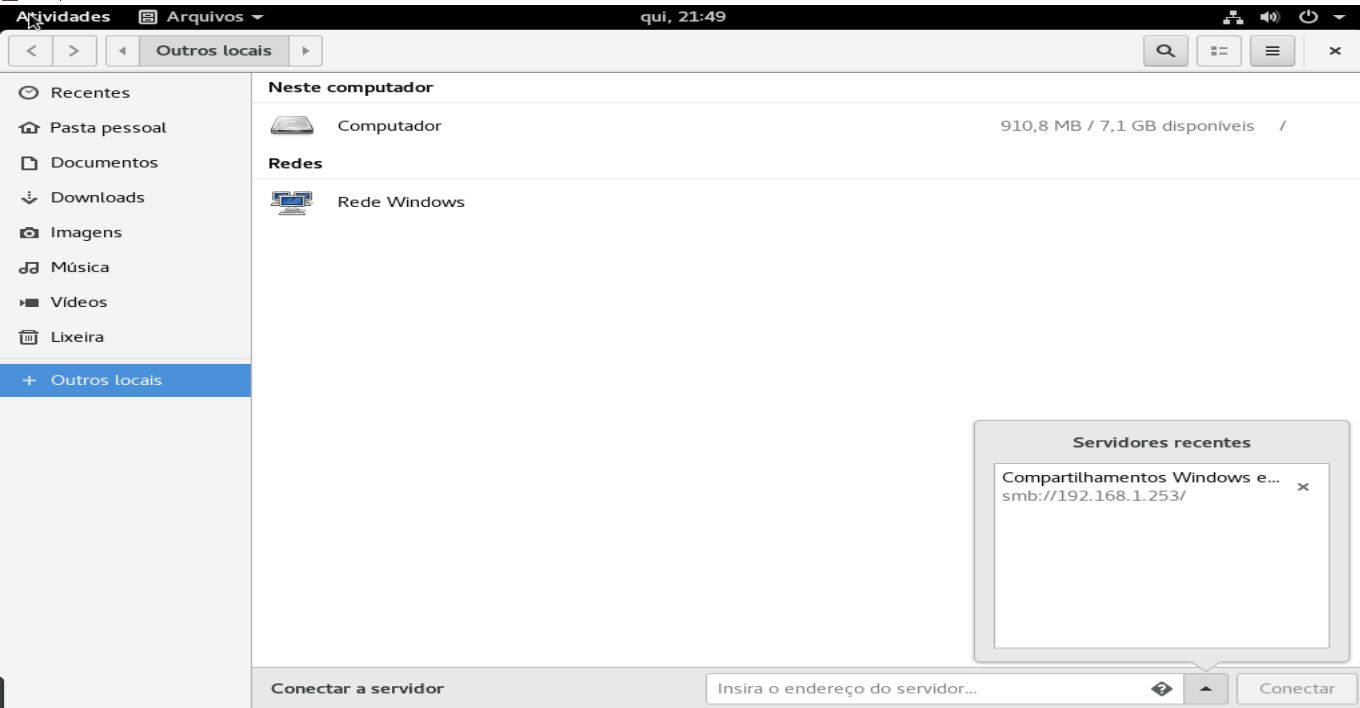 Atividades Arquivos qui, 21:49
Outros locais
Recentes
Pasta pessoal
Documentos
Downloads
Imagens
Música
Vídeos
Lixeira
+ Outros locais
Neste computador
Computador 910,8 MB / 7,1 GB disponíveis /
Redes
Rede Windows
Servidores recentes
Compartilhamentos Windows e...
smb://192.168.1.253/
Conectar a servidor Insira o endereço do servidor... Conectar